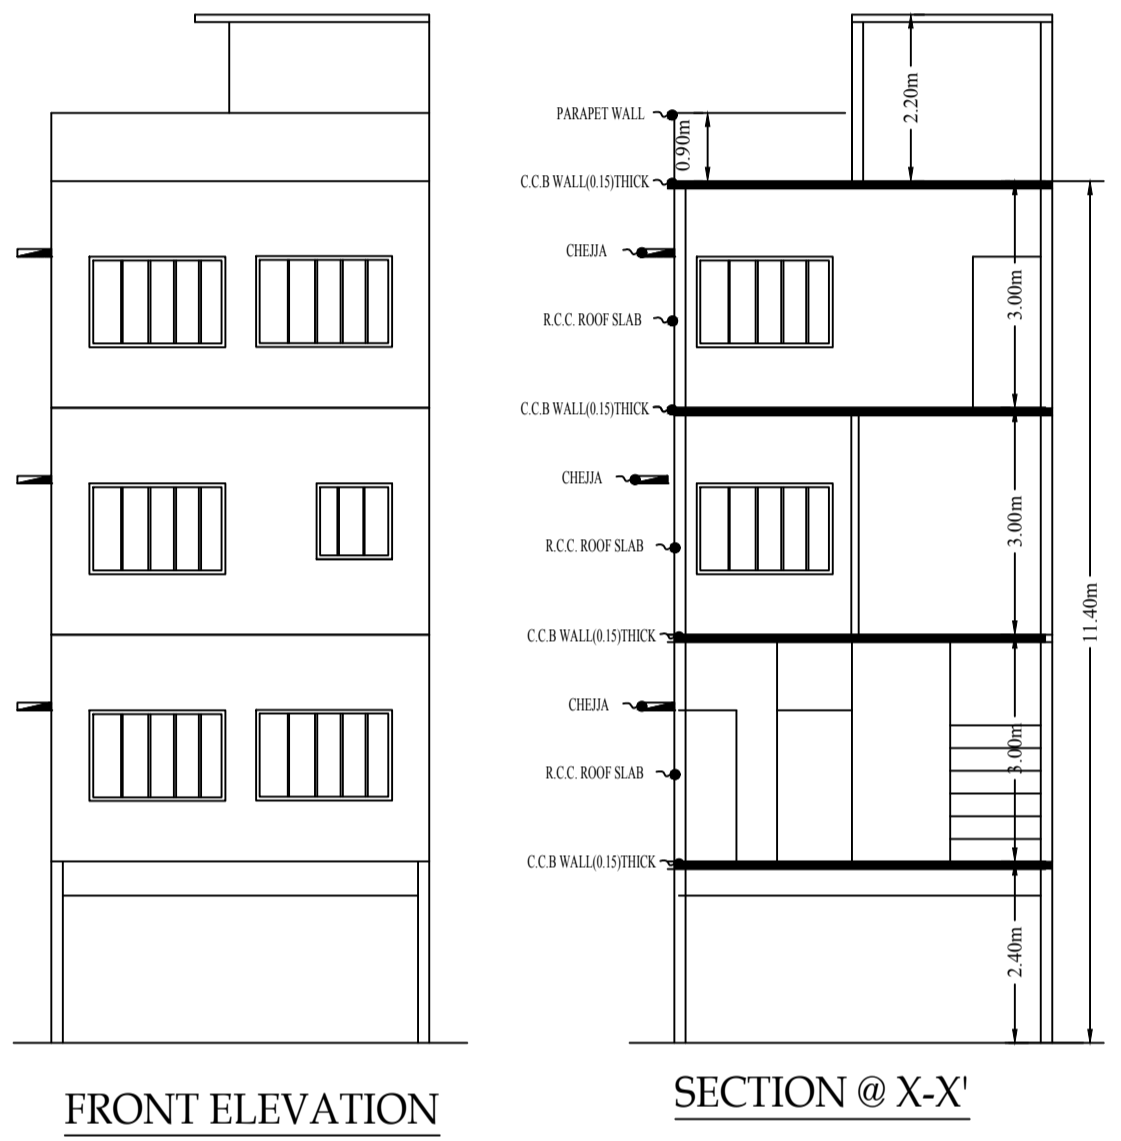 2.20m
PARAPET WALL
0.90m
C.C.B WALL(0.15)THICK
CHEJJA
3.00m
R.C.C. ROOF SLAB
C.C.B WALL(0.15)THICK
CHEJJA
3.00m
R.C.C. ROOF SLAB
11.40m
C.C.B WALL(0.15)THICK
CHEJJA
3.00m
R.C.C. ROOF SLAB
C.C.B WALL(0.15)THICK
2.40m
FRONT ELEVATION
SECTION @ X-X'